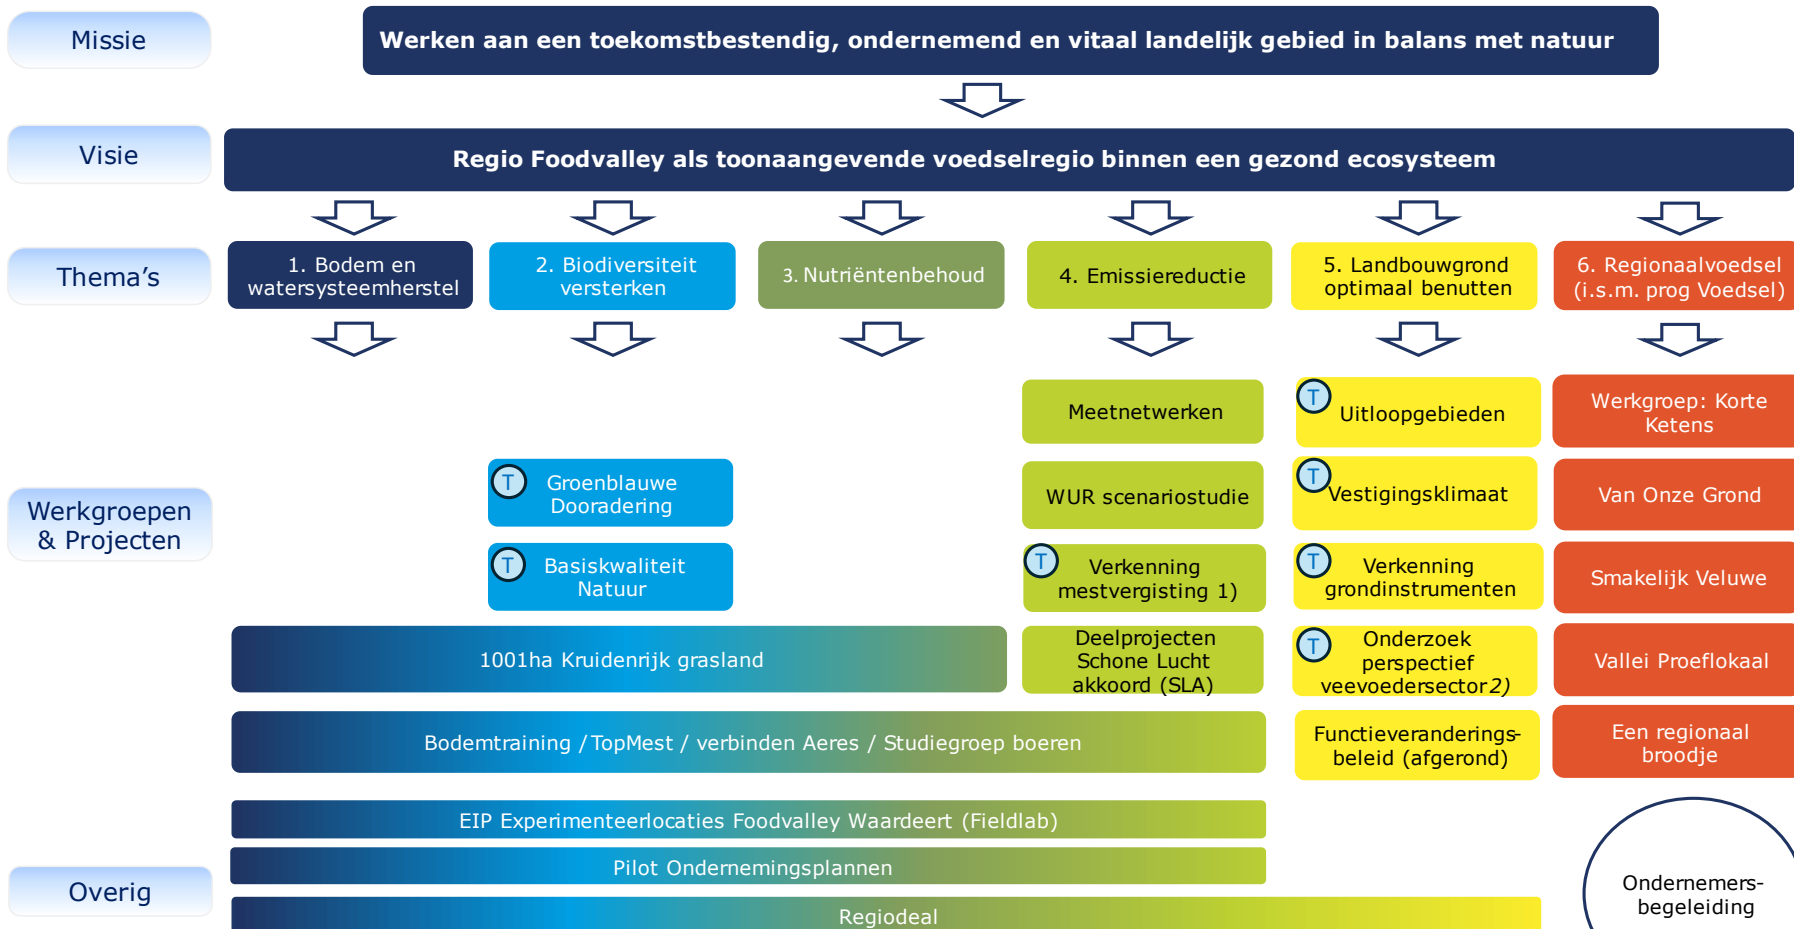 Missie
Werken aan een toekomstbestendig, ondernemend en vitaal landelijk gebied in balans met natuur
Visie
Regio Foodvalley als toonaangevende voedselregio binnen een gezond ecosysteem
Thema's
1. Bodem en
watersysteemherstel
2. Biodiversiteit
versterken
3. Nutriëntenbehoud
4. Emissiereductie
5. Landbouwgrond
optimaal benutten
6. Regionaalvoedsel
(i.s.m. prog Voedsel)
Werkgroepen
& Projecten
Meetnetwerken
T
Uitloopgebieden
Werkgroep: Korte
Ketens
T
Groenblauwe
Dooradering
WUR scenariostudie
T
Vestigingsklimaat
Van Onze Grond
T
Basiskwaliteit
Natuur
T
Verkenning
mestvergisting 1)
T
Verkenning
grondinstrumenten
Smakelijk Veluwe
1001ha Kruidenrijk grasland
Deelprojecten
Schone Lucht
akkoord (SLA)
T
Onderzoek
perspectief
veevoedersector2)
Vallei Proeflokaal
Bodemtraining / TopMest / verbinden Aeres / Studiegroep boeren
Functieveranderings-
beleid (afgerond)
Een regionaal
broodje
EIP Experimenteerlocaties Foodvalley Waardeert (Fieldlab)
Pilot Ondernemingsplannen
Overig
Regiodeal
Ondernemers-
begeleiding